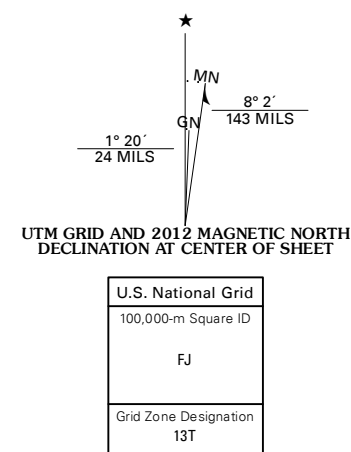 ★
MN
8° 2´
143 MILS
GN
1° 20´
24 MILS
UTM GRID AND 2012 MAGNETIC NORTH
DECLINATION AT CENTER OF SHEET
U.S. National Grid
100,000-m Square ID
FJ
Grid Zone Designation
13T